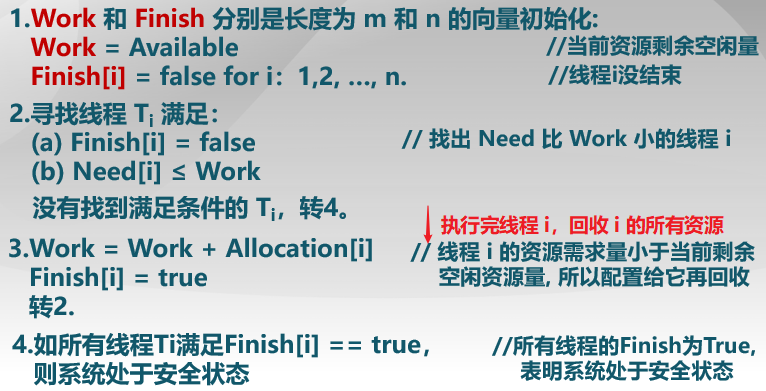 1.Work 和 Finish 分别是长度为 m 和 n 的向量初始化:
Work = Available //当前资源剩余空闲量
Finish[i] = false for i：1,2, …, n. //线程i没结束
2.寻找线程 Ti 满足：
(a) Finish[i] = false // 找出 Need 比 Work 小的线程 i
(b) Need[i] ≤ Work
没有找到满足条件的 Ti，转4。
执行完线程 i，回收 i 的所有资源
3.Work = Work + Allocation[i] // 线程 i 的资源需求量小于当前剩余
Finish[i] = true 空闲资源量, 所以配置给它再回收
转2.
4.如所有线程Ti满足Finish[i] == true， //所有线程的Finish为True,
则系统处于安全状态 表明系统处于安全状态